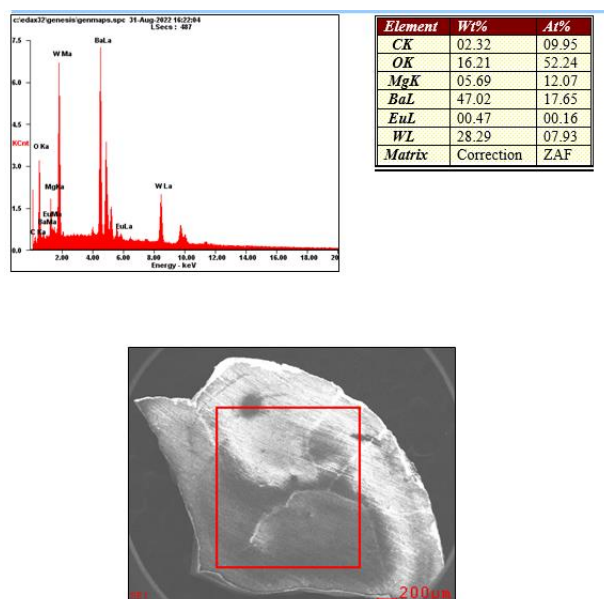 c:\edax32\genesis\genmaps.spc 31-Aug-2022 16:22:04
LSecs : 487
7.5
6.0
4.5
KCnt
3.0
1.5
0.0
W Ma
BaLa
O Ka
MgKa
EuMa
BaMa
C Ka
EuLa
W La
2.00 4.00 6.00 8.00 10.00 12.00 14.00 16.00 18.00 20
Energy - keV
Element Wt% At%
CK 02.32 09.95
OK 16.21 52.24
MgK 05.69 12.07
BaL 47.02 17.65
EuL 00.47 00.16
WL 28.29 07.93
Matrix Correction ZAF
200µm